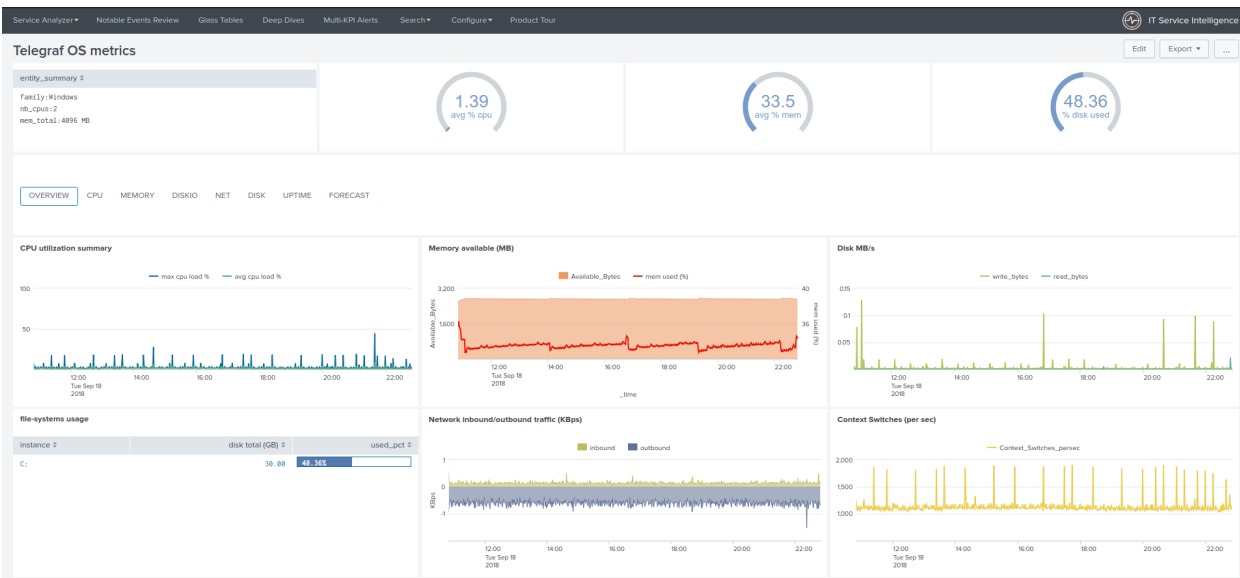 Service Analyzer▾ Notable Events Review Glass Tables Deep Dives Multi-KPI Alerts Search▾ Configure▾ Product Tour IT Service Intelligence
Telegraf OS metrics Edit Export ▾ ...
entity_summary
family:Windows
nb_cpus:2
mem_total:4096 MB
1.39
avg % cpu
33.5
avg % mem
48.36
% disk used
OVERVIEW CPU MEMORY DISKIO NET DISK UPTIME FORECAST
CPU utilization summary
max cpu load % avg cpu load %
100
50
12:00 14:00 16:00 18:00 20:00 22:00
Tue Sep 18
2018
Memory available (MB)
Available_Bytes mem used (%)
3,200 40
1,600 36
Available_Bytes
mem used (%)
12:00 14:00 16:00 18:00 20:00 22:00
Tue Sep 18
2018
_time
Disk MB/s
write_bytes read_bytes
0.15
0.1
0.05
12:00 14:00 16:00 18:00 20:00 22:00
Tue Sep 18
2018
file-systems usage
instance disk total (GB) used_pct
C: 30.00 48.36%
Network Inbound/outbound traffic (KBps)
inbound outbound
1
0
-1
KBps
12:00 14:00 16:00 18:00 20:00 22:00
Tue Sep 18
2018
Context Switches (per sec)
Context_Switches_persec
2,000
1,500
1,000
12:00 14:00 16:00 18:00 20:00 22:00
Tue Sep 18
2018